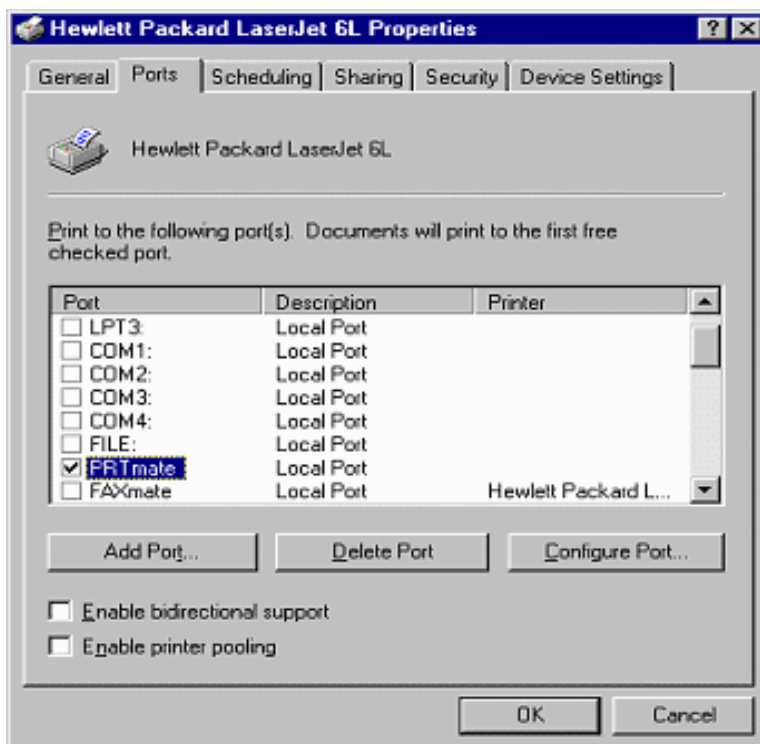 Hewlett Packard LaserJet 6L Properties
General Ports Scheduling Sharing Security Device Settings
Hewlett Packard LaserJet 6L
Print to the following port(s). Documents will print to the first free
checked port.
Port Description Printer
LPT3: Local Port
COM1: Local Port
COM2: Local Port
COM3: Local Port
COM4: Local Port
FILE: Local Port
PRTmate Local Port
FAXmate Local Port Hewlett Packard L...
Add Port... Delete Port Configure Port...
Enable bidirectional support
Enable printer pooling
OK Cancel